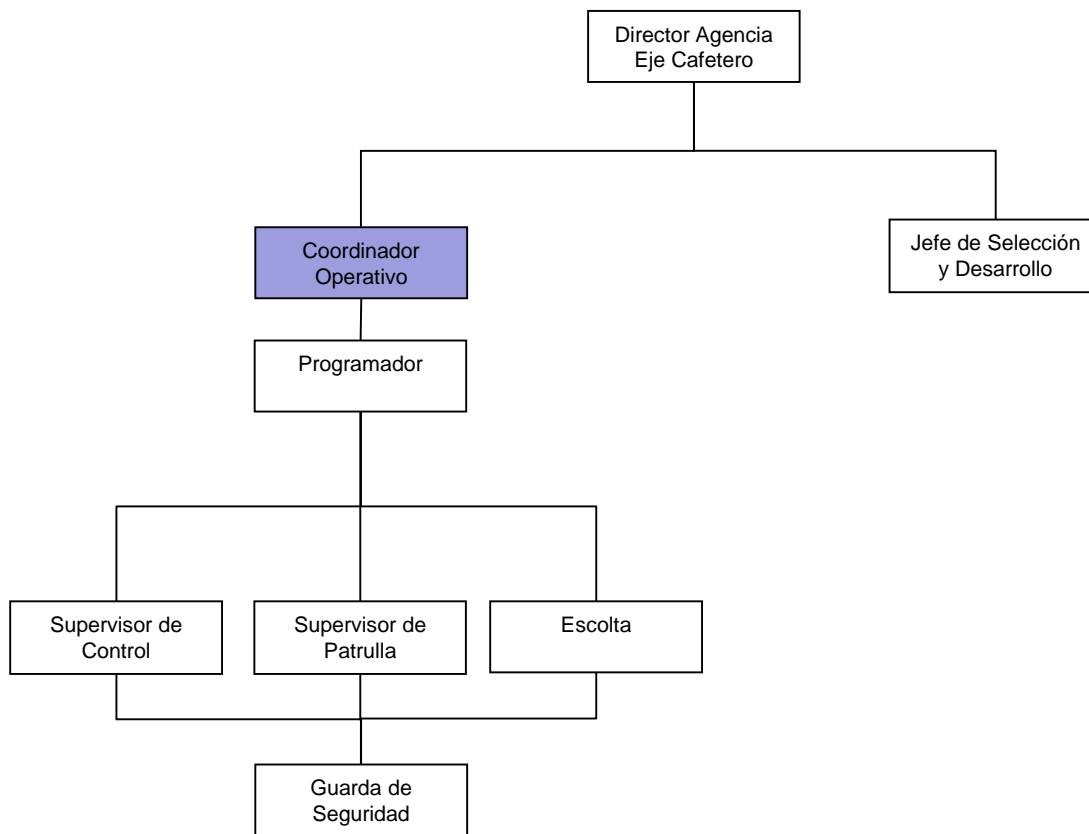 Director Agencia
Eje Cafetero
Coordinador
Operativo
Jefe de Selección
y Desarrollo
Programador
Supervisor de
Control
Supervisor de
Patrulla
Escolta
Guarda de
Seguridad